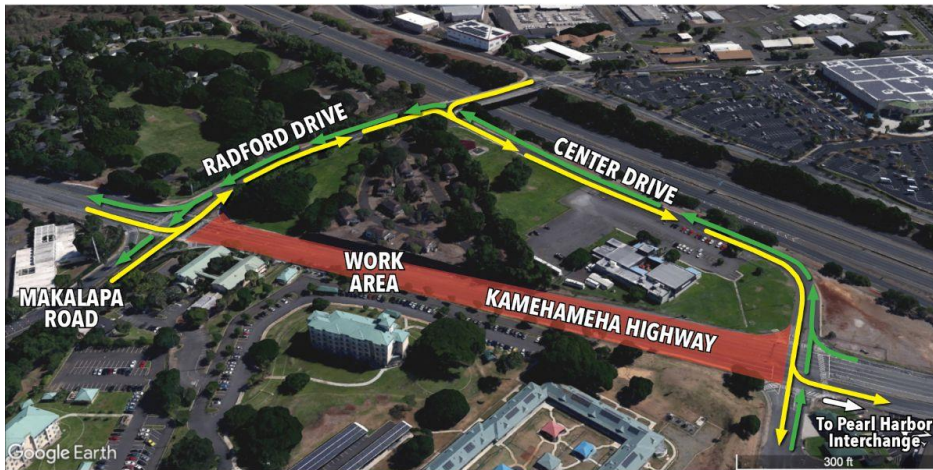 RADFORD DRIVE
CENTER DRIVE
WORK
AREA
KAMEHAMEHA HIGHWAY
MAKALAPA
ROAD
To Pearl Harbor
Interchange
Google Earth
300 ft